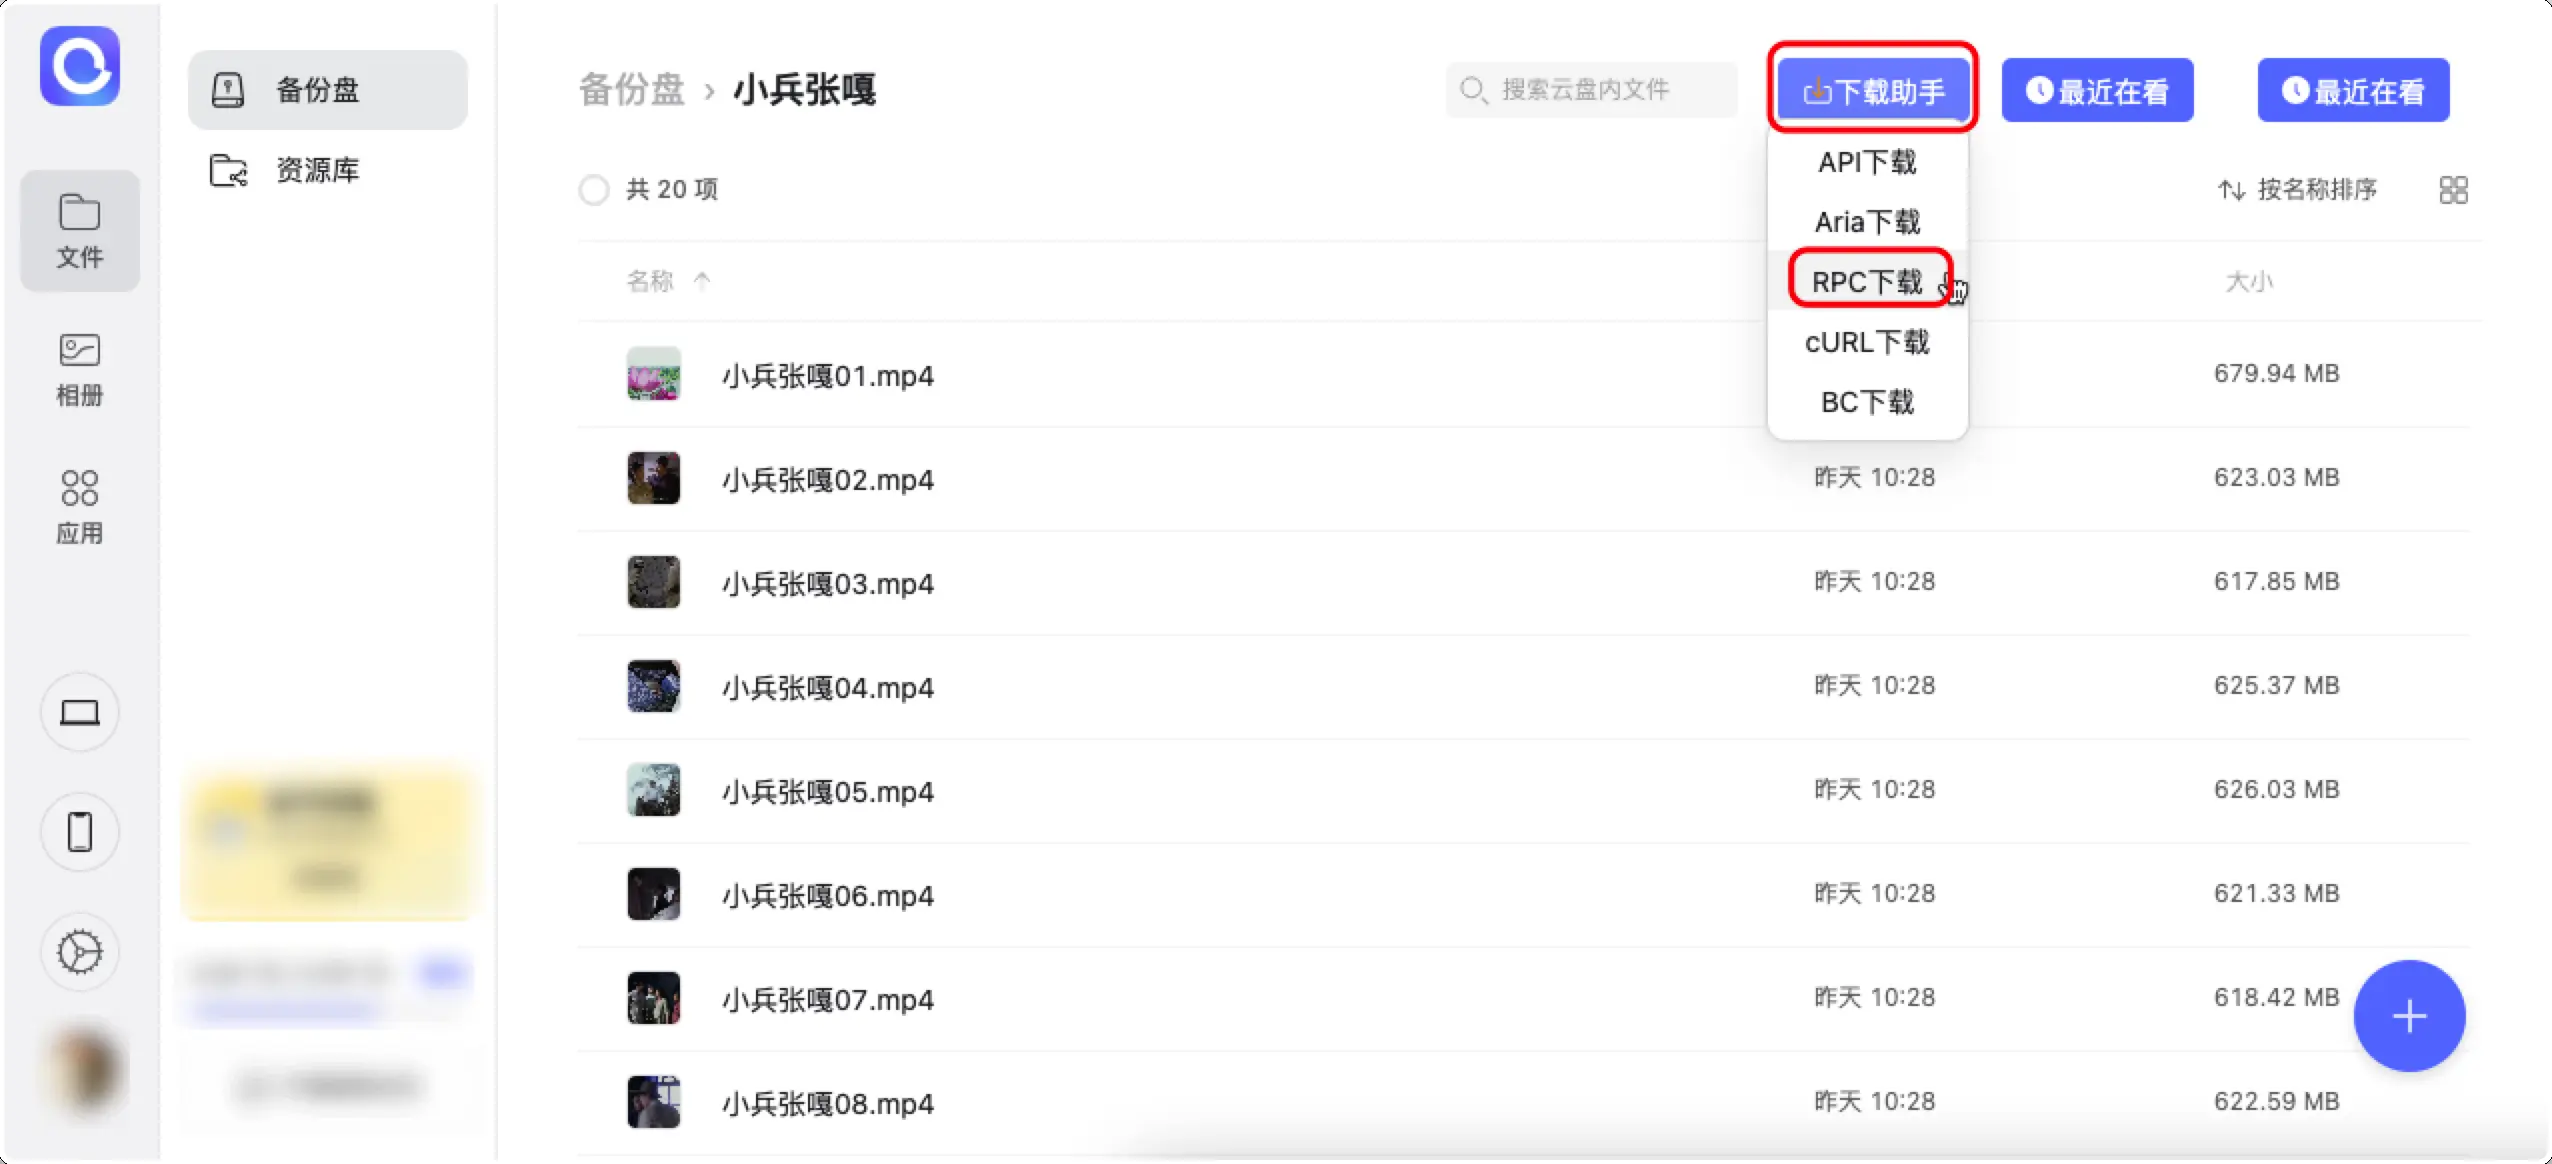 备份盘
资源库
文件
相册
应用
备份盘 › 小兵张嘎
搜索云盘内文件
下载助手
最近在看
最近在看
API下载
Aria下载
RPC下载
cURL下载
BC下载
共 20 项
按名称排序
名称
大小
小兵张嘎01.mp4
679.94 MB
小兵张嘎02.mp4
昨天 10:28
623.03 MB
小兵张嘎03.mp4
昨天 10:28
617.85 MB
小兵张嘎04.mp4
昨天 10:28
625.37 MB
小兵张嘎05.mp4
昨天 10:28
626.03 MB
小兵张嘎06.mp4
昨天 10:28
621.33 MB
小兵张嘎07.mp4
昨天 10:28
618.42 MB
小兵张嘎08.mp4
昨天 10:28
622.59 MB